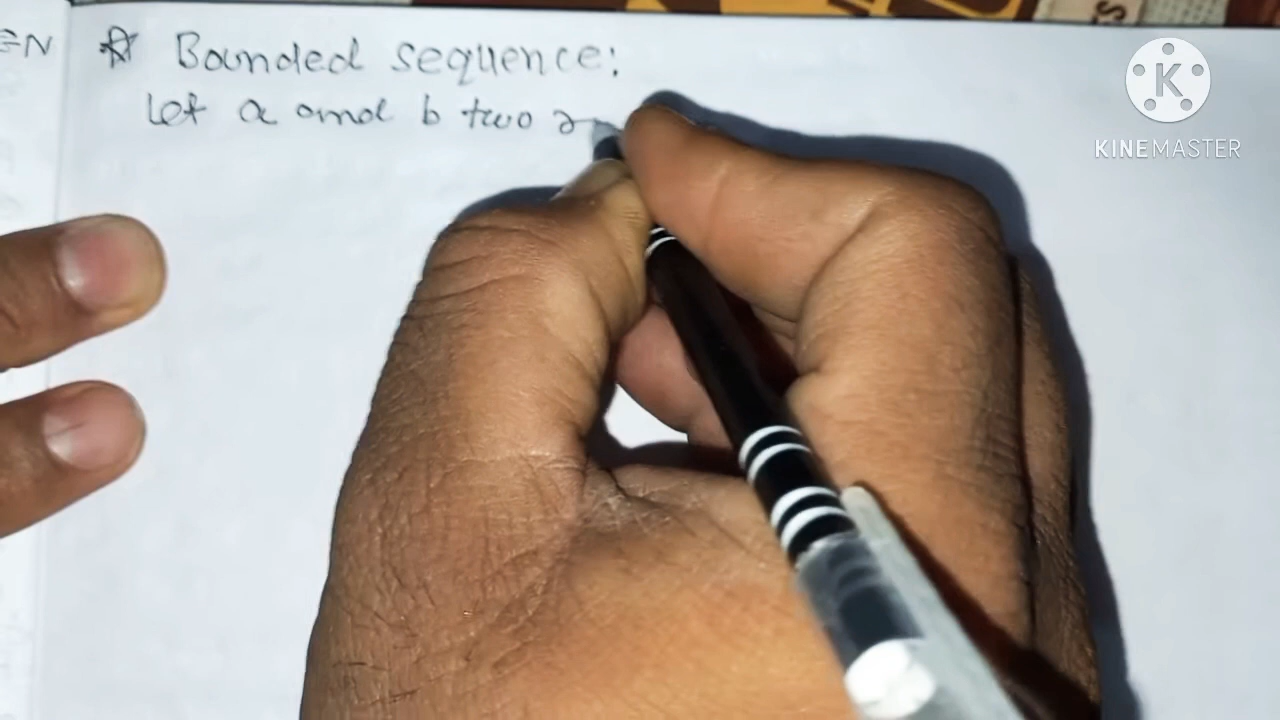 ∈N
☆ Bounded sequence:
let a and b two
K
KINEMASTER